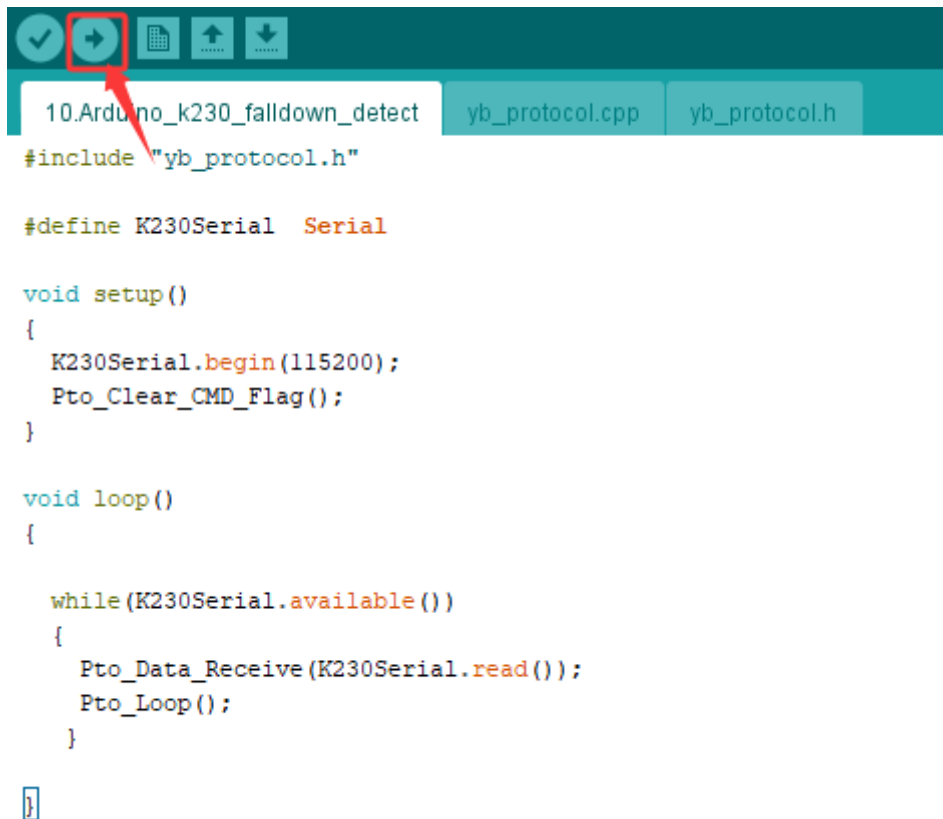 10.Arduino_k230_falldown_detect yb_protocol.cpp yb_protocol.h
#include "yb_protocol.h"
#define K230Serial  Serial
void setup()
{
  K230Serial.begin(115200);
  Pto_Clear_CMD_Flag();
}
void loop()
{
  while(K230Serial.available())
  {
    Pto_Data_Receive(K230Serial.read());
    Pto_Loop();
   }
}